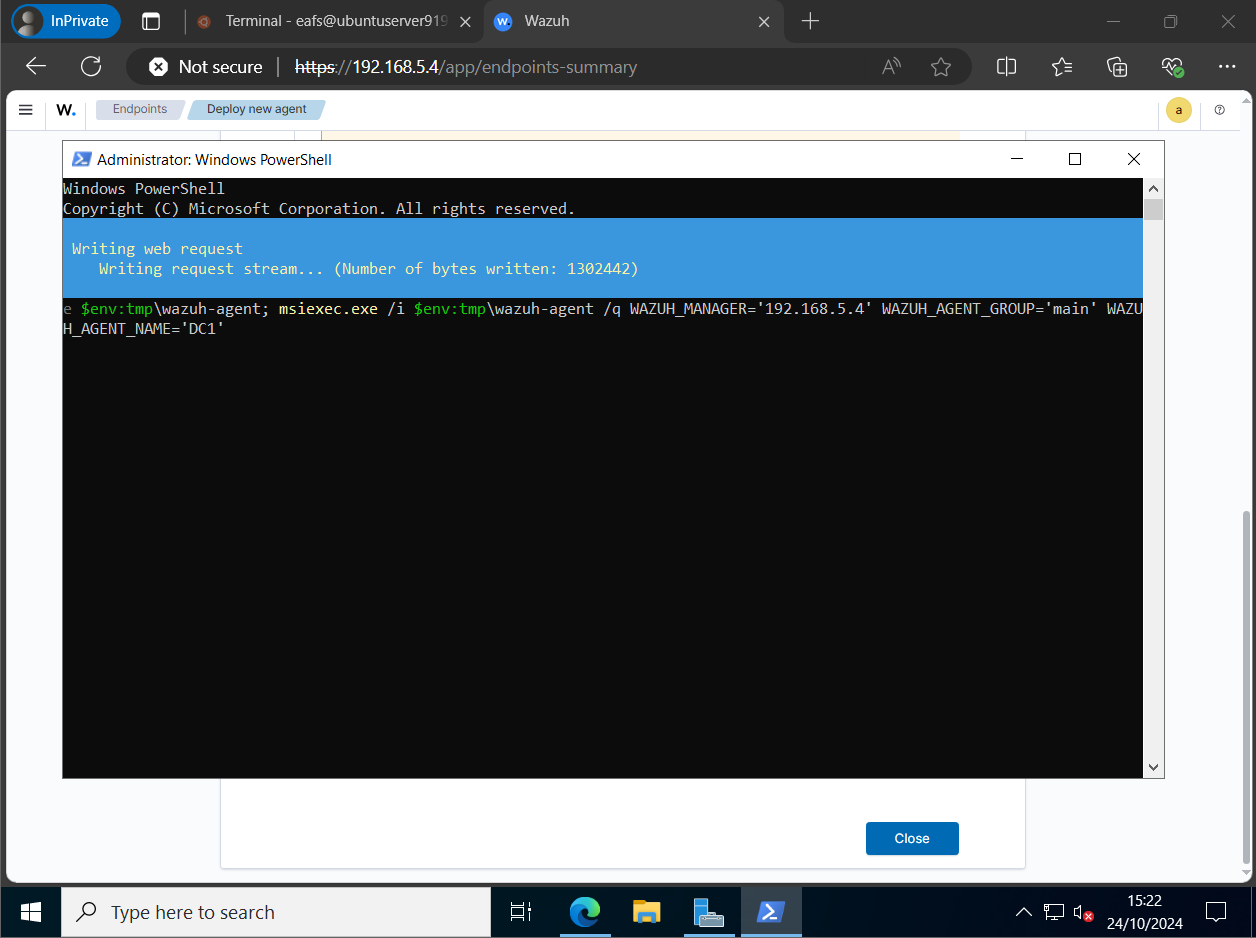 InPrivate
Terminal - eafs@ubuntuserver919
Wazuh
Not secure
https://192.168.5.4/app/endpoints-summary
W.
Endpoints
Deploy new agent
a
Administrator: Windows PowerShell
Windows PowerShell
Copyright (C) Microsoft Corporation. All rights reserved.
Writing web request
Writing request stream... (Number of bytes written: 1302442)
e $env:tmp\wazuh-agent; msiexec.exe /i $env:tmp\wazuh-agent /q WAZUH_MANAGER='192.168.5.4' WAZUH_AGENT_GROUP='main' WAZU
H_AGENT_NAME='DC1'
Close
Type here to search
15:22
24/10/2024